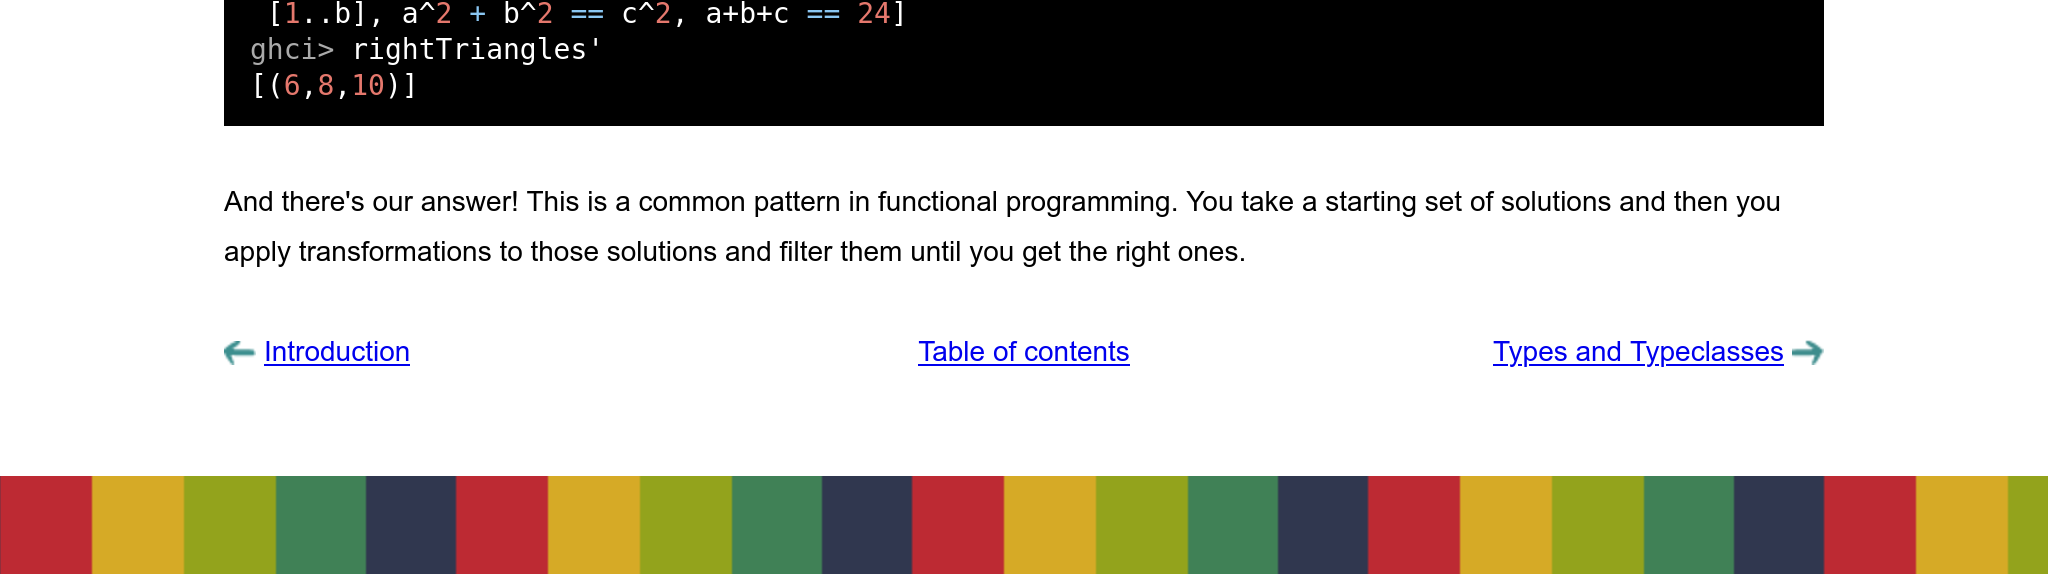 [1..b], a^2 + b^2 == c^2, a+b+c == 24]
ghci> rightTriangles'
[(6,8,10)]
And there's our answer! This is a common pattern in functional programming. You take a starting set of solutions and then you
apply transformations to those solutions and filter them until you get the right ones.
Introduction
Table of contents
Types and Typeclasses